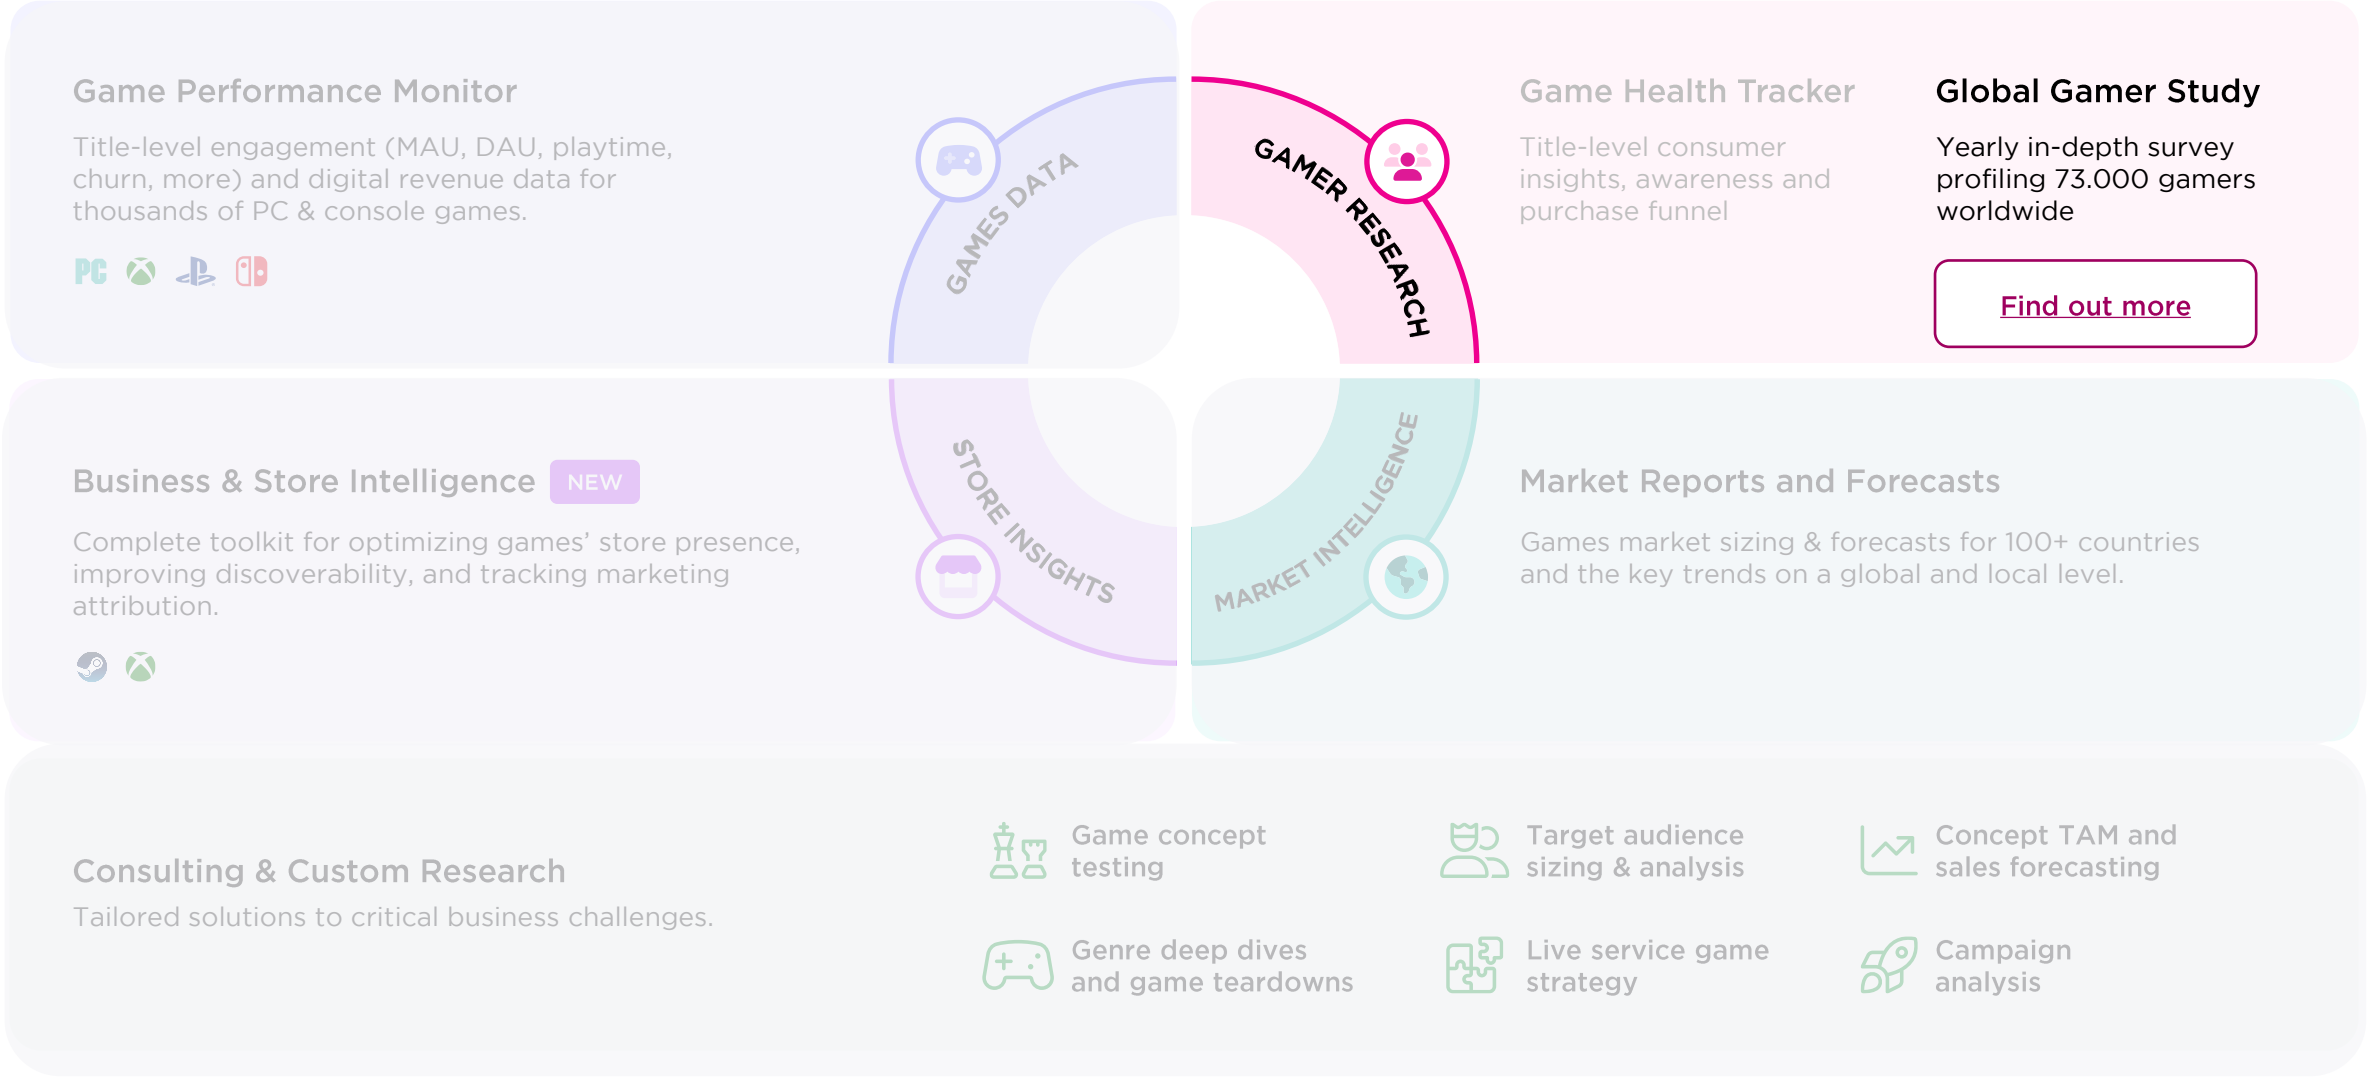 Game Performance Monitor
Title-level engagement (MAU, DAU, playtime,
churn, more) and digital revenue data for
thousands of PC & console games.
PC
GAMES DATA
GAMER RESEARCH
Game Health Tracker
Title-level consumer
insights, awareness and
purchase funnel
Global Gamer Study
Yearly in-depth survey
profiling 73.000 gamers
worldwide
Find out more
Business & Store Intelligence NEW
Complete toolkit for optimizing games’ store presence,
improving discoverability, and tracking marketing
attribution.
STORE INSIGHTS
MARKET INTELLIGENCE
Market Reports and Forecasts
Games market sizing & forecasts for 100+ countries
and the key trends on a global and local level.
Consulting & Custom Research
Tailored solutions to critical business challenges.
Game concept
testing
Target audience
sizing & analysis
Concept TAM and
sales forecasting
Genre deep dives
and game teardowns
Live service game
strategy
Campaign
analysis